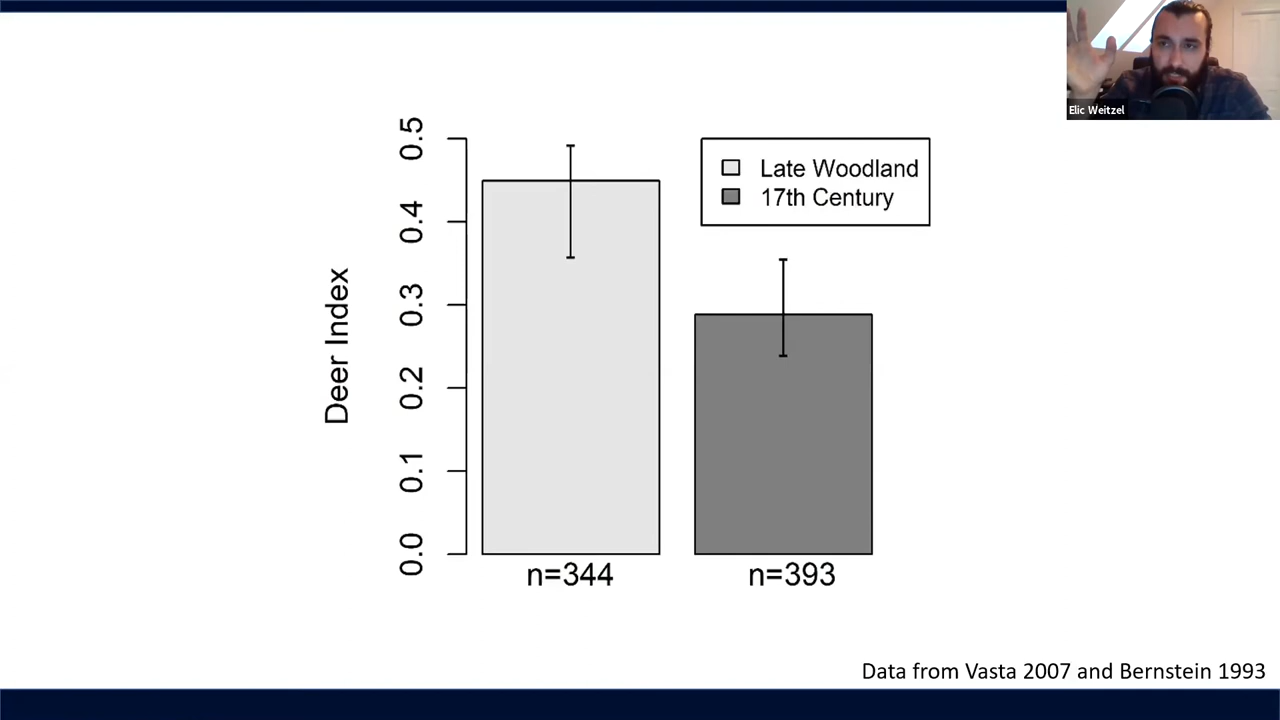 Elic Weitzel
Late Woodland
17th Century
Deer Index
0.5
0.4
0.3
0.2
0.1
0.0
n=344
n=393
Data from Vasta 2007 and Bernstein 1993